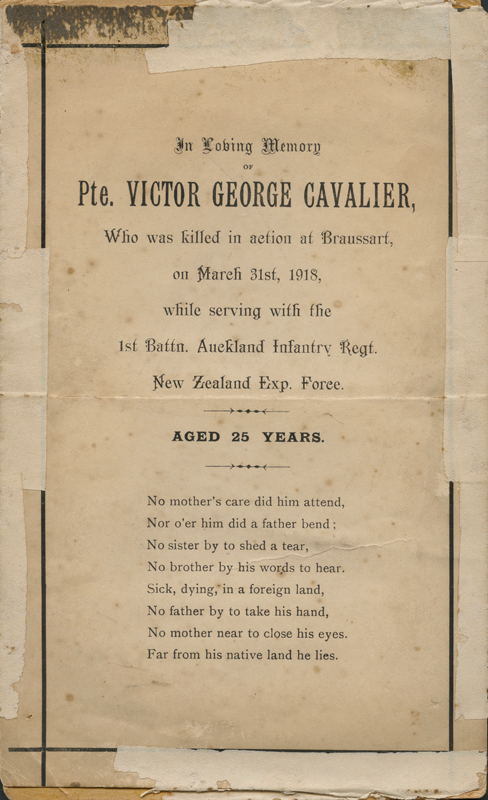 In Loving Memory
OF
Pte. VICTOR GEORGE CAVALIER,
Who was killed in action at Braussart,
on March 31st, 1918,
while serving with the
1st Battn. Auckland Infantry Regt.
New Zealand Exp. Force.
AGED 25 YEARS.
No mother's care did him attend,
Nor o'er him did a father bend;
No sister by to shed a tear,
No brother by his words to hear.
Sick, dying, in a foreign land,
No father by to take his hand,
No mother near to close his eyes.
Far from his native land he lies.